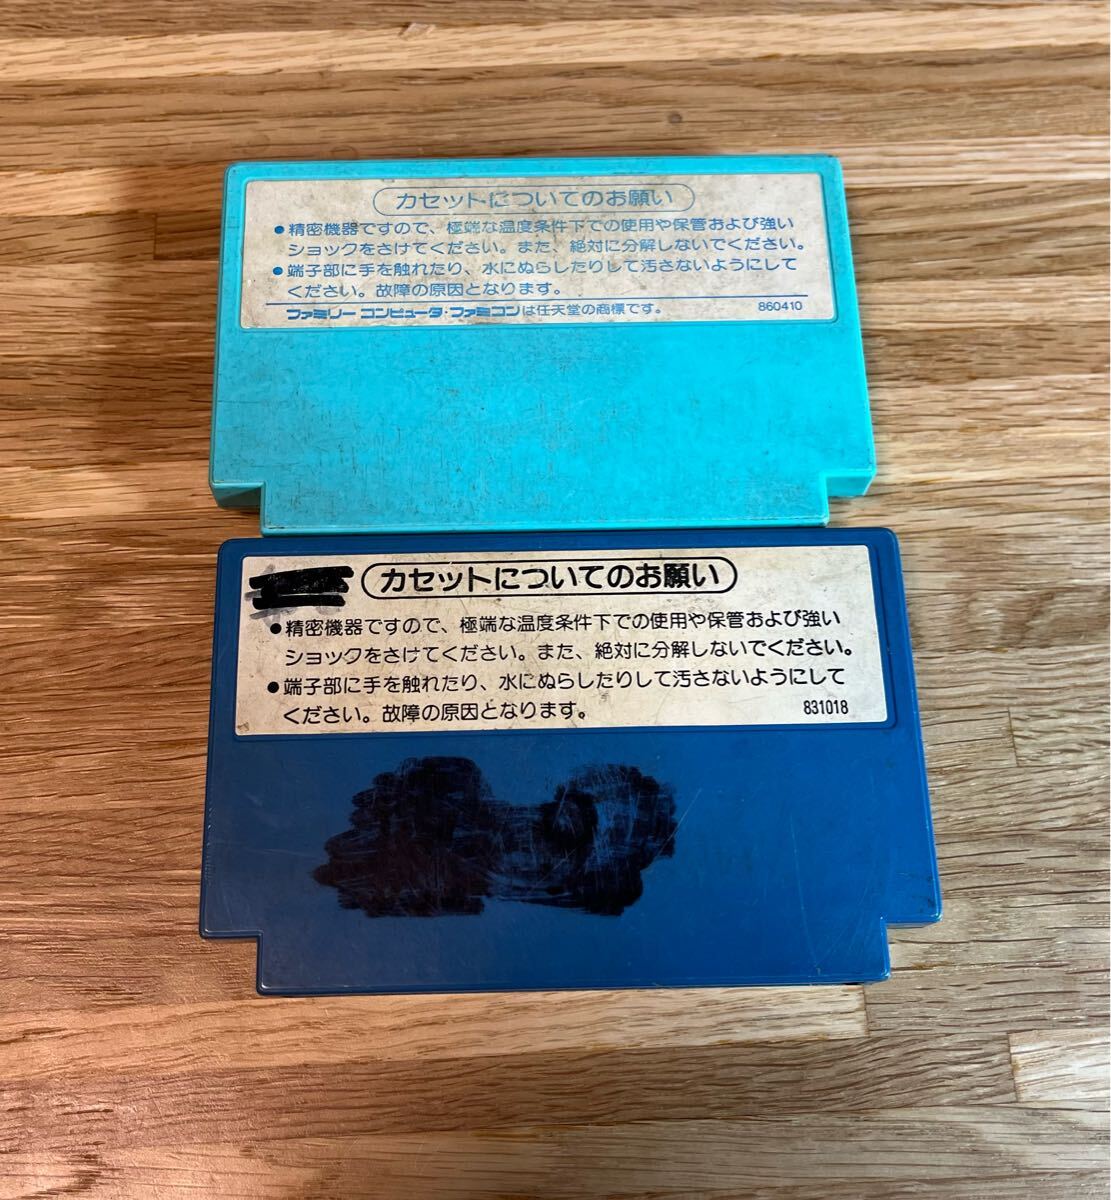 カセットについてのお願い
●精密機器ですので、極端な温度条件下での使用や保管および強い
ショックをさけてください。また、絶対に分解しないでください。
●端子部に手を触れたり、水にぬらしたりして汚さないようにして
ください。故障の原因となります。
ファミリーコンピュータ・ファミコンは任天堂の商標です。 860410
カセットについてのお願い
●精密機器ですので、極端な温度条件下での使用や保管および強い
ショックをさけてください。また、絶対に分解しないでください。
●端子部に手を触れたり、水にぬらしたりして汚さないようにして
ください。故障の原因となります。 831018